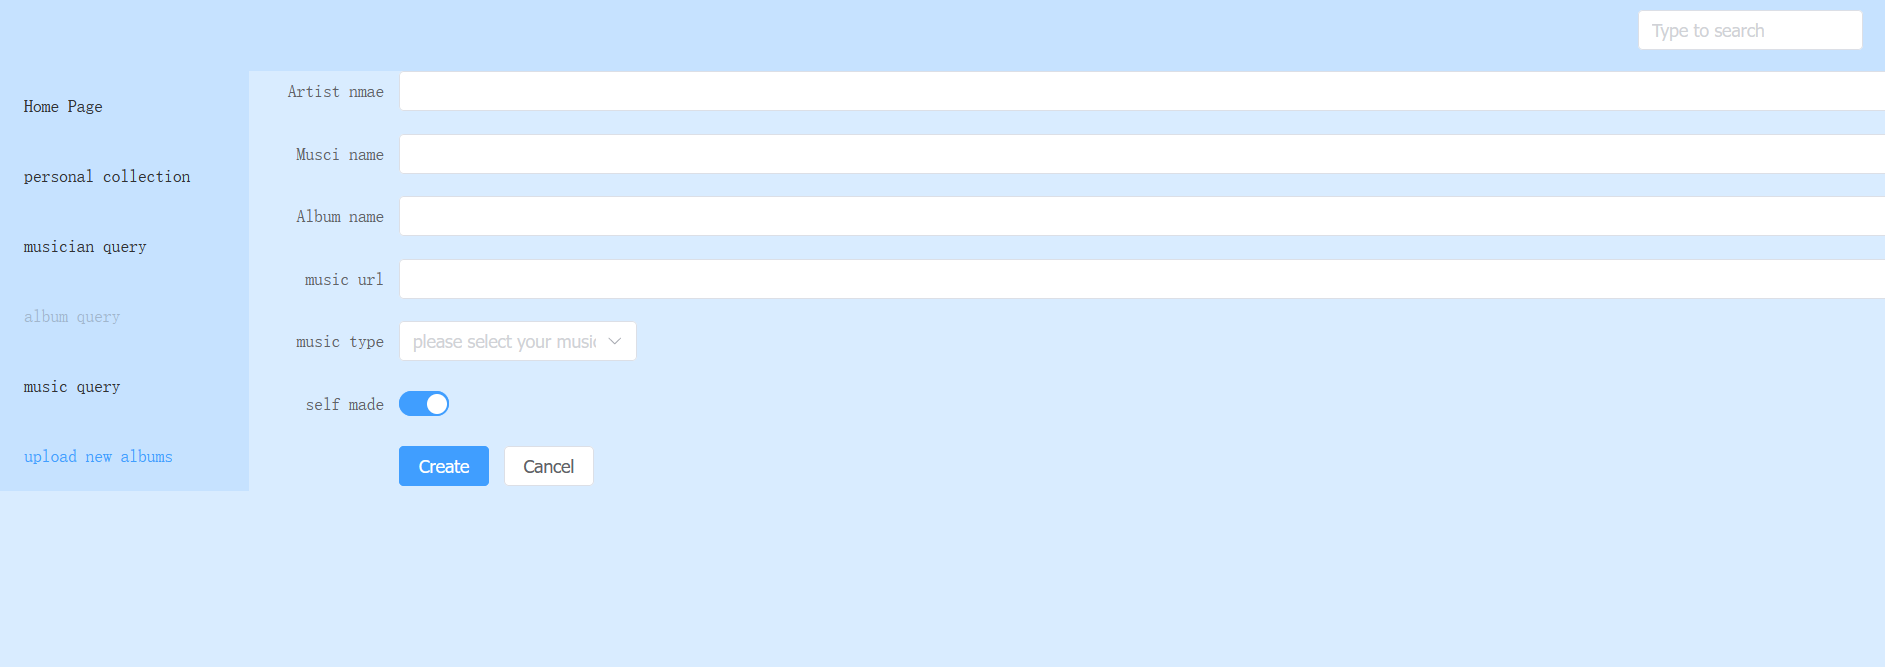 Type to search
Home Page
personal collection
musician query
album query
music query
upload new albums
Artist nmae
Musci name
Album name
music url
music type
please select your music
self made
Create
Cancel